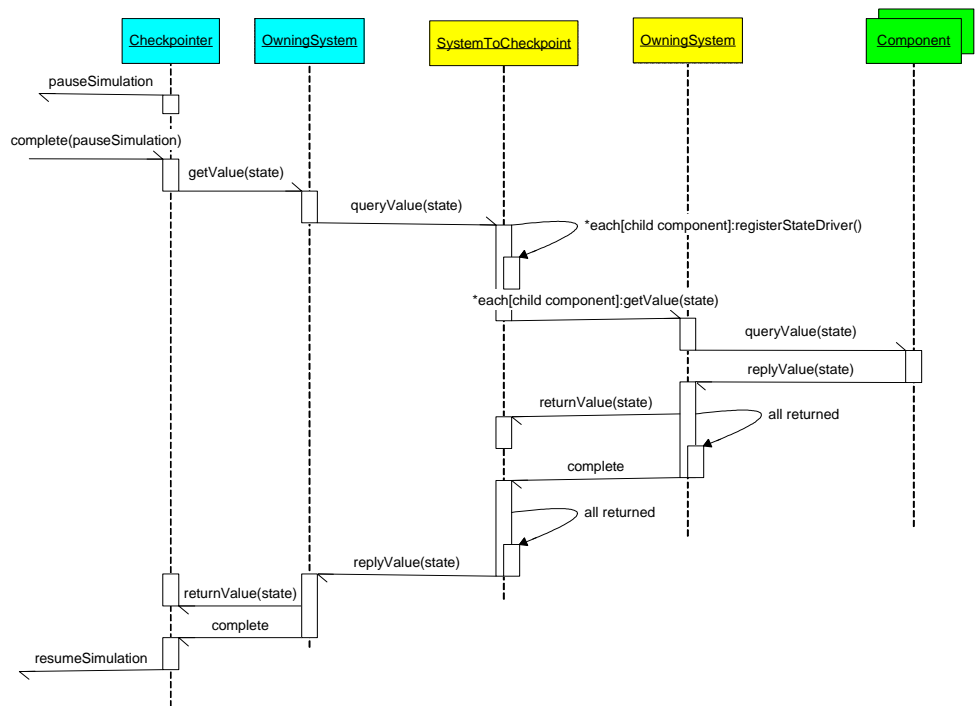 Checkpointer
OwningSystem
SystemToCheckpoint
OwningSystem
Component
pauseSimulation
complete(pauseSimulation)
getValue(state)
queryValue(state)
*each[child component]:registerStateDriver()
*each[child component]:getValue(state)
queryValue(state)
replyValue(state)
returnValue(state)
all returned
complete
all returned
replyValue(state)
returnValue(state)
complete
resumeSimulation